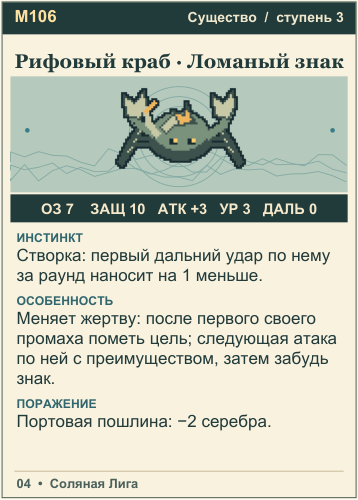 М106
Существо / ступень 3
Рифовый краб · Ломаный знак
ОЗ 7 ЗАЩ 10 АТК +3 УР 3 ДАЛЬ 0
ИНСТИНКТ
Створка: первый дальний удар по нему
за раунд наносит на 1 меньше.
ОСОБЕННОСТЬ
Меняет жертву: после первого своего
промаха пометь цель; следующая атака
по ней с преимуществом, затем забудь
знак.
ПОРАЖЕНИЕ
Портовая пошлина: −2 серебра.
04 • Соляная Лига